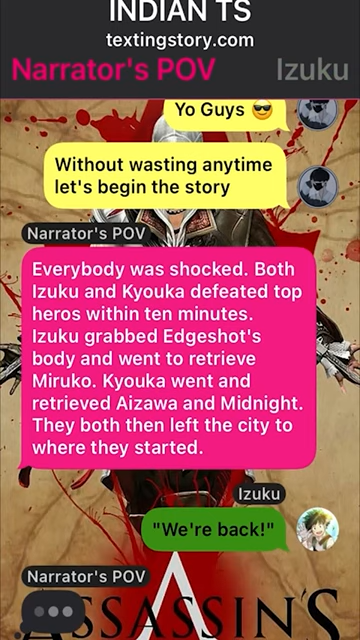 INDIAN TS
textingstory.com
Narrator's POV Izuku
Yo Guys 😎
Without wasting anytime
let's begin the story
Narrator's POV
Everybody was shocked. Both
Izuku and Kyouka defeated top
heros within ten minutes.
Izuku grabbed Edgeshot's
body and went to retrieve
Miruko. Kyouka went and
retrieved Aizawa and Midnight.
They both then left the city to
where they started.
Izuku
"We're back!"
Narrator's POV
ASSASSIN'S